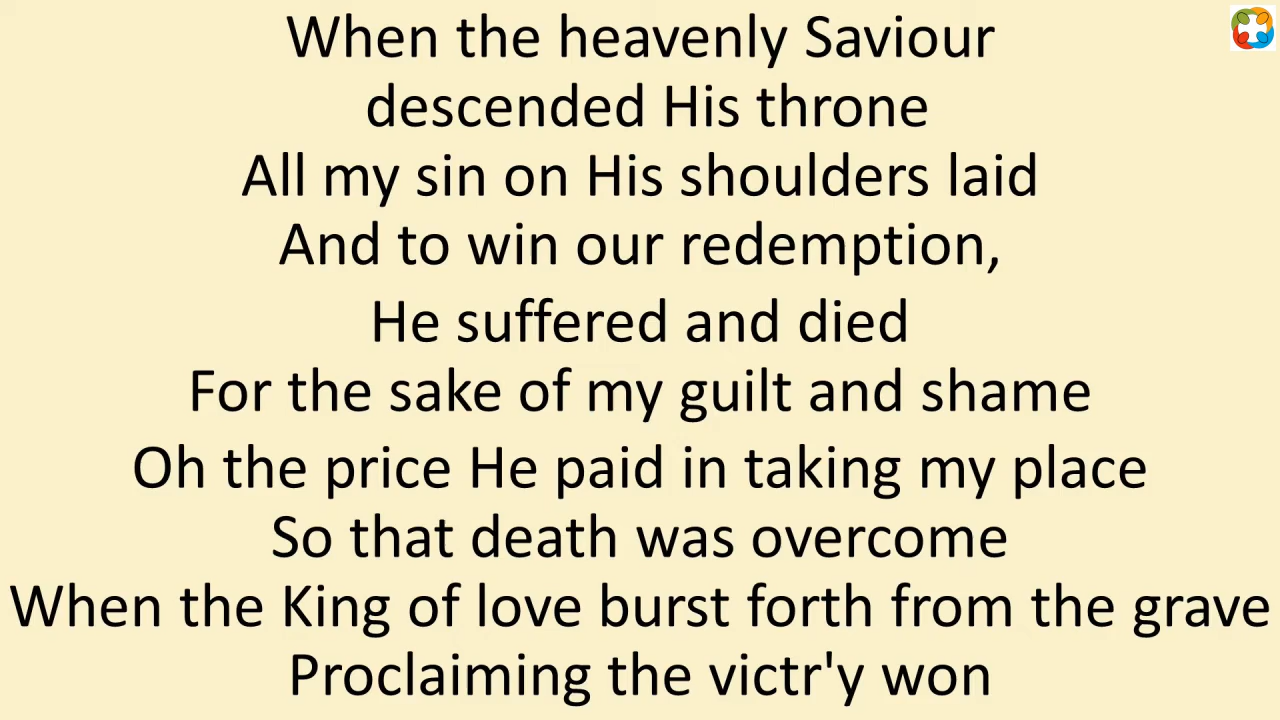 When the heavenly Saviour
descended His throne
All my sin on His shoulders laid
And to win our redemption,
He suffered and died
For the sake of my guilt and shame
Oh the price He paid in taking my place
So that death was overcome
When the King of love burst forth from the grave
Proclaiming the victr'y won